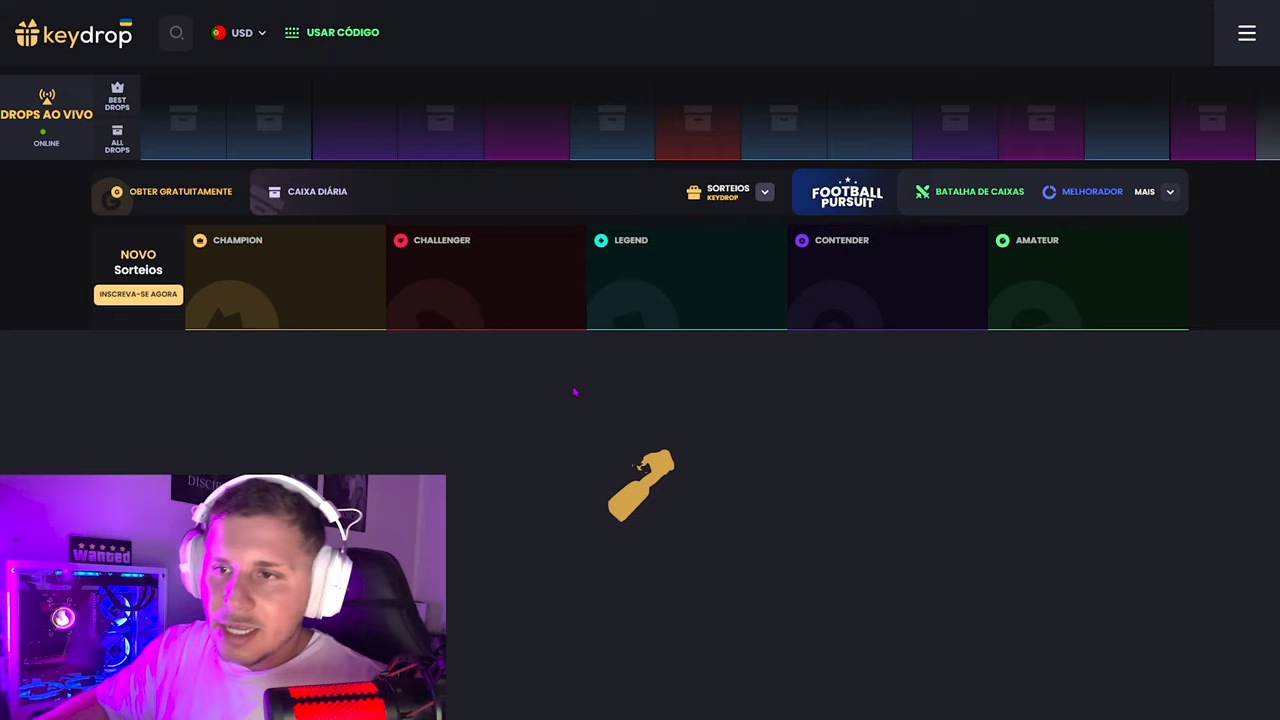 keydrop
USD
USAR CÓDIGO
DROPS AO VIVO
ONLINE
BEST
DROPS
ALL
DROPS
OBTER GRATUITAMENTE
CAIXA DIÁRIA
SORTEIOS
KEYDROP
FOOTBALL
PURSUIT
BATALHA DE CAIXAS
MELHORADOR
MAIS
NOVO
Sorteios
INSCREVA-SE AGORA
CHAMPION
CHALLENGER
LEGEND
CONTENDER
AMATEUR
Wanted